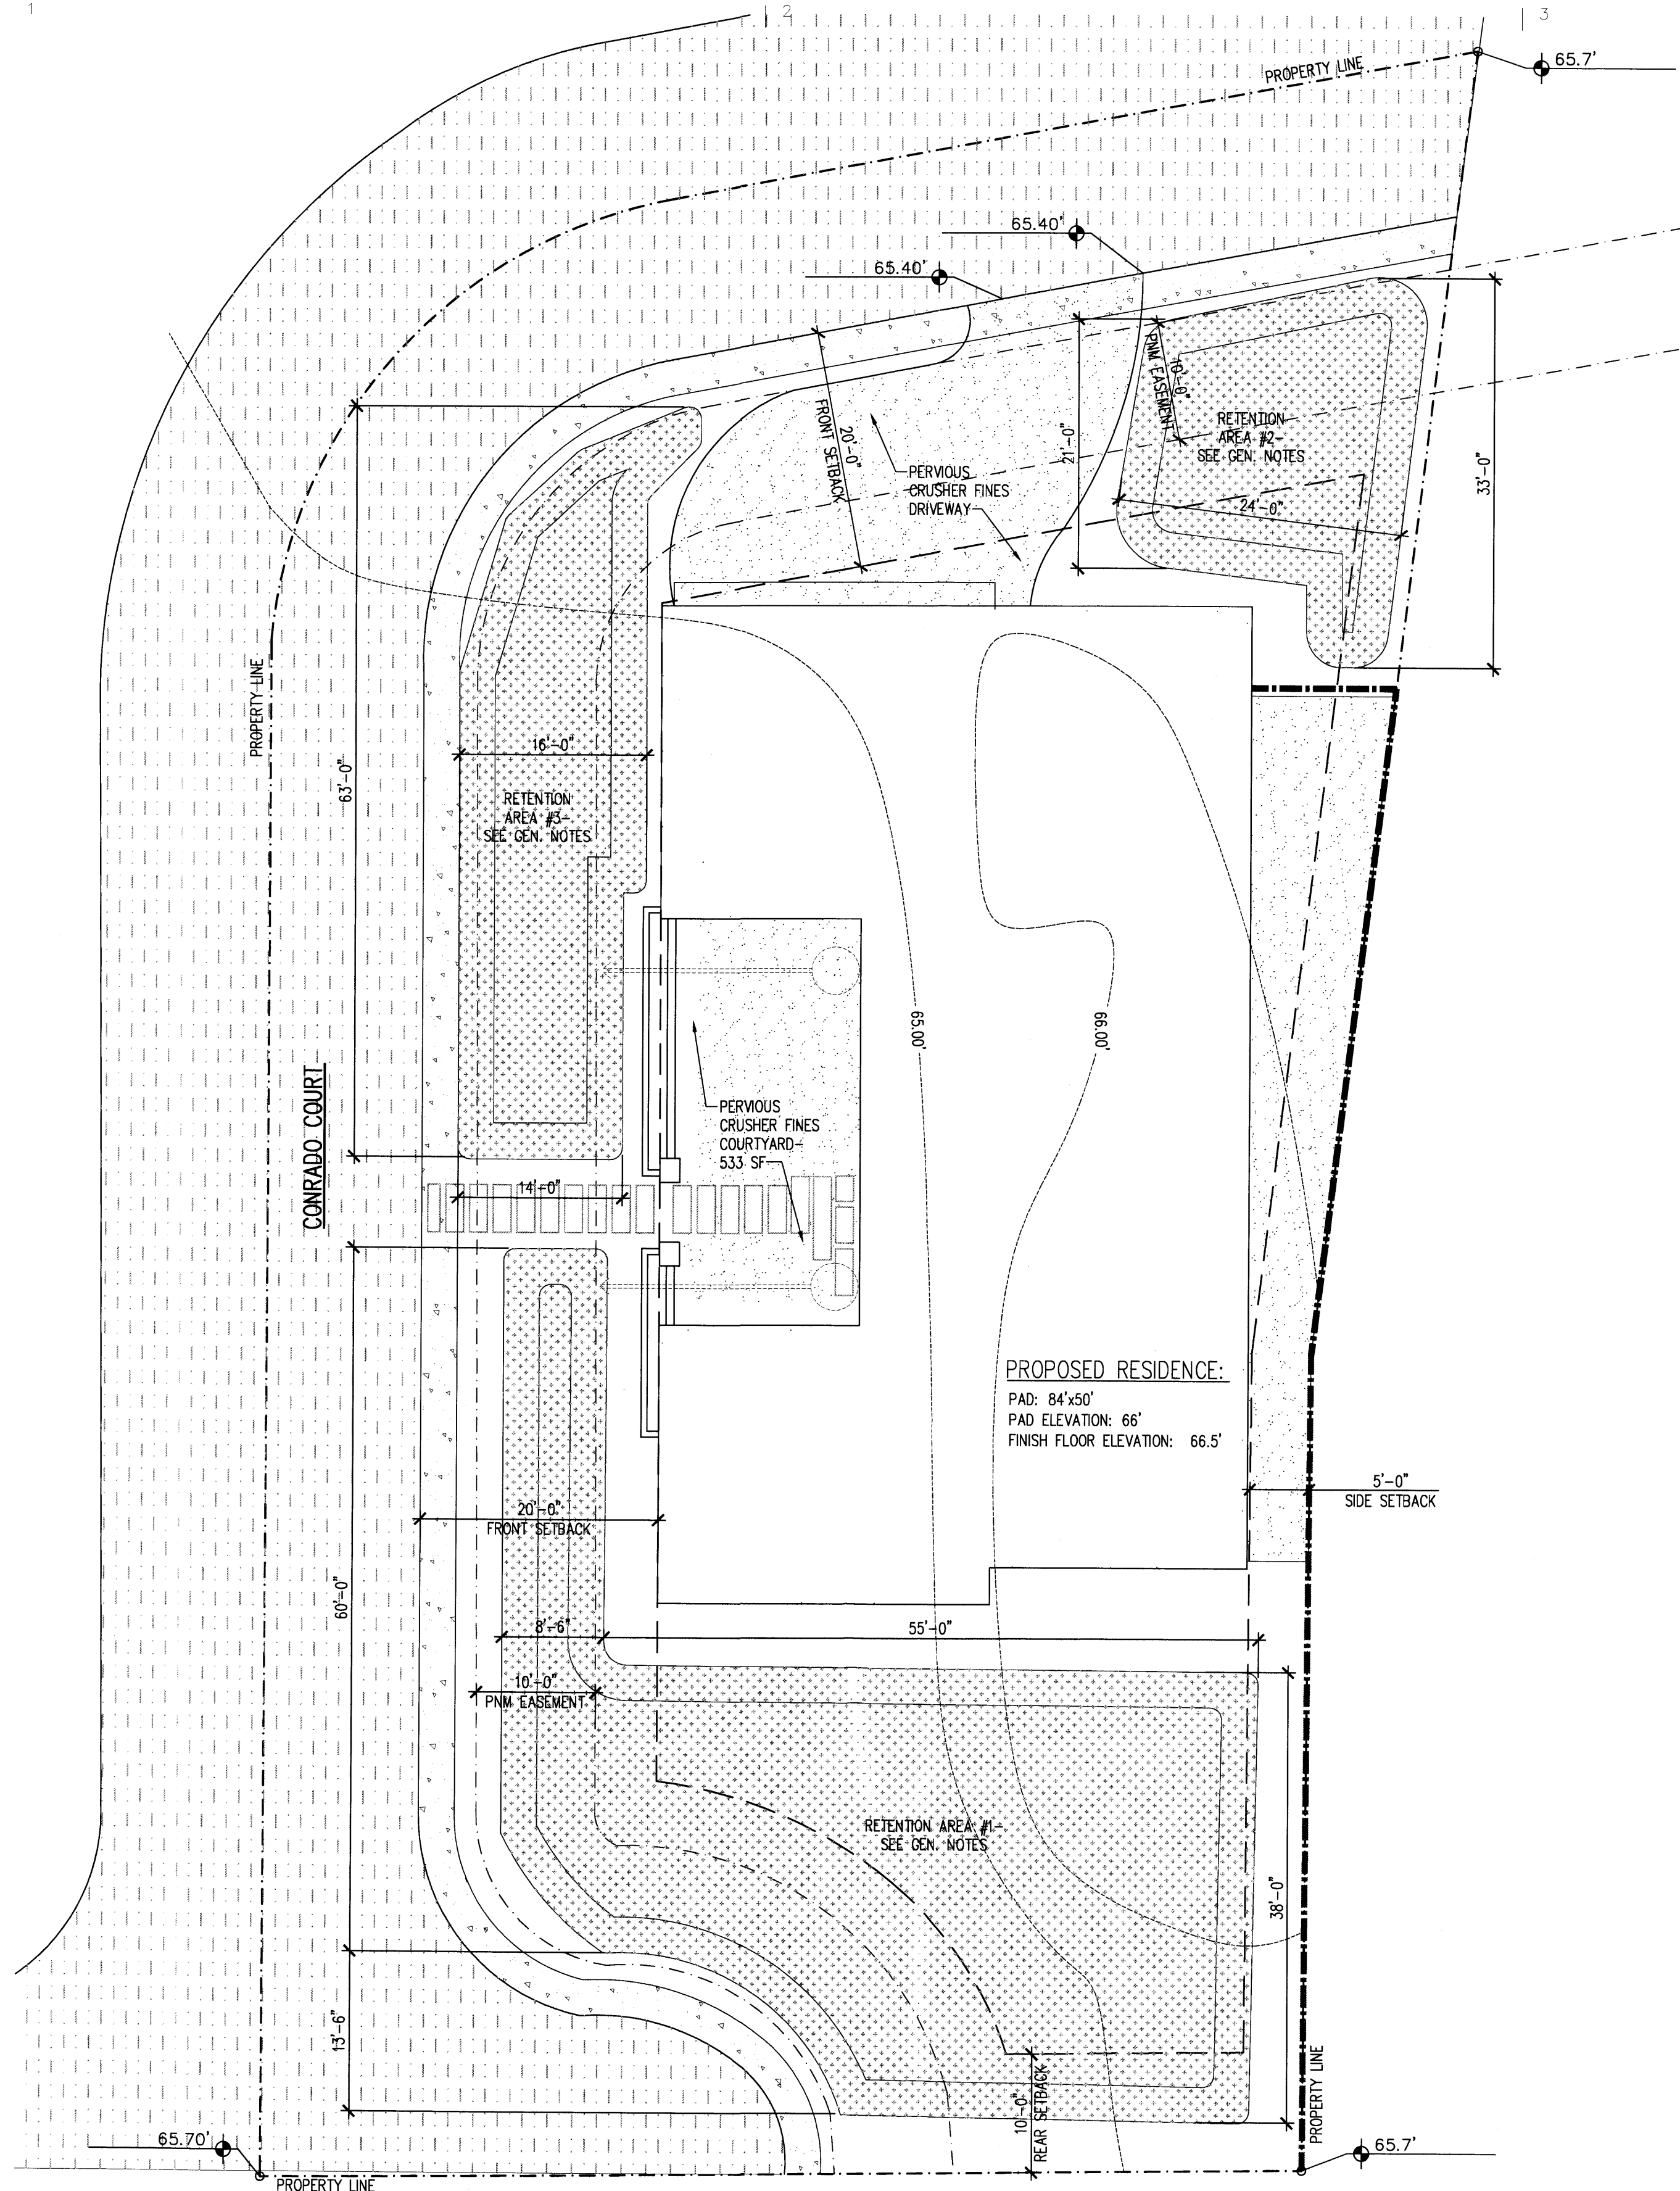 1
2
3
PROPERTY LINE
65.7'
65.40'
65.40'
10'-0"
PNM EASEMENT
RETENTION
AREA #2-
SEE GEN. NOTES
20'-0"
FRONT SETBACK
21'-0"
33'-0"
PERVIOUS
CRUSHER FINES
DRIVEWAY
24'-0"
PROPERTY LINE
63'-0"
16'-0"
RETENTION
AREA #3-
SEE GEN. NOTES
65.00'
66.00'
CONRADO COURT
PERVIOUS
CRUSHER FINES
COURTYARD-
533 SF
14'-0"
PROPOSED RESIDENCE:
PAD: 84'x50'
PAD ELEVATION: 66'
FINISH FLOOR ELEVATION: 66.5'
5'-0"
SIDE SETBACK
20'-0"
FRONT SETBACK
60'-0"
8'-6"
55'-0"
10'-0"
PNM EASEMENT
RETENTION AREA #1-
SEE GEN. NOTES
38'-0"
13'-6"
10'-0"
REAR SETBACK
PROPERTY LINE
65.70'
65.7'
PROPERTY LINE